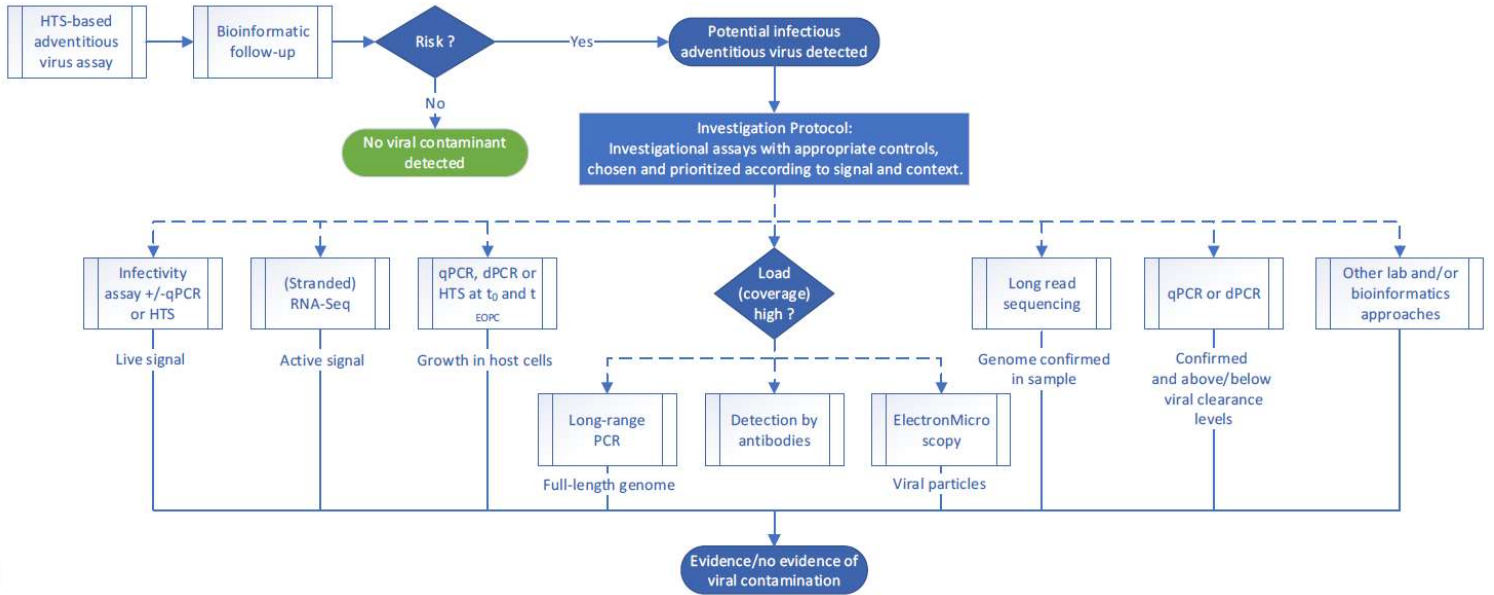 HTS-based
adventitious
virus assay
Bioinformatic
follow-up
Risk ?
Yes
Potential infectious
adventitious virus detected
No
No viral contaminant
detected
Investigation Protocol:
Investigational assays with appropriate controls,
chosen and prioritized according to signal and context.
Infectivity
assay +/-qPCR
or HTS
(Stranded)
RNA-Seq
qPCR, dPCR or
HTS at t₀ and t
EOPC
Load
(coverage)
high ?
Long read
sequencing
qPCR or dPCR
Other lab and/or
bioinformatics
approaches
Live signal
Active signal
Growth in host cells
Genome confirmed
in sample
Confirmed
and above/below
viral clearance
levels
Long-range
PCR
Detection by
antibodies
ElectronMicro
scopy
Full-length genome
Viral particles
Evidence/no evidence of
viral contamination